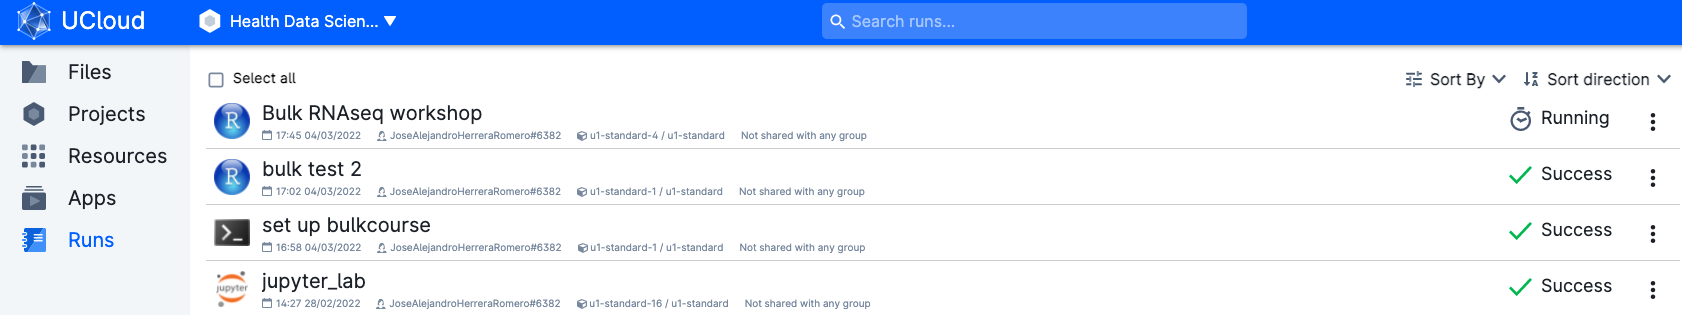 UCloud
Health Data Scien... ▼
Search runs...
Files
Projects
Resources
Apps
Runs
Select all
Sort By
Sort direction
R
Bulk RNAseq workshop
17:45 04/03/2022 JoseAlejandroHerreraRomero#6382 u1-standard-4 / u1-standard Not shared with any group
Running
R
bulk test 2
17:02 04/03/2022 JoseAlejandroHerreraRomero#6382 u1-standard-1 / u1-standard Not shared with any group
Success
>_
set up bulkcourse
16:58 04/03/2022 JoseAlejandroHerreraRomero#6382 u1-standard-1 / u1-standard Not shared with any group
Success
jupyter
jupyter_lab
14:27 28/02/2022 JoseAlejandroHerreraRomero#6382 u1-standard-16 / u1-standard Not shared with any group
Success